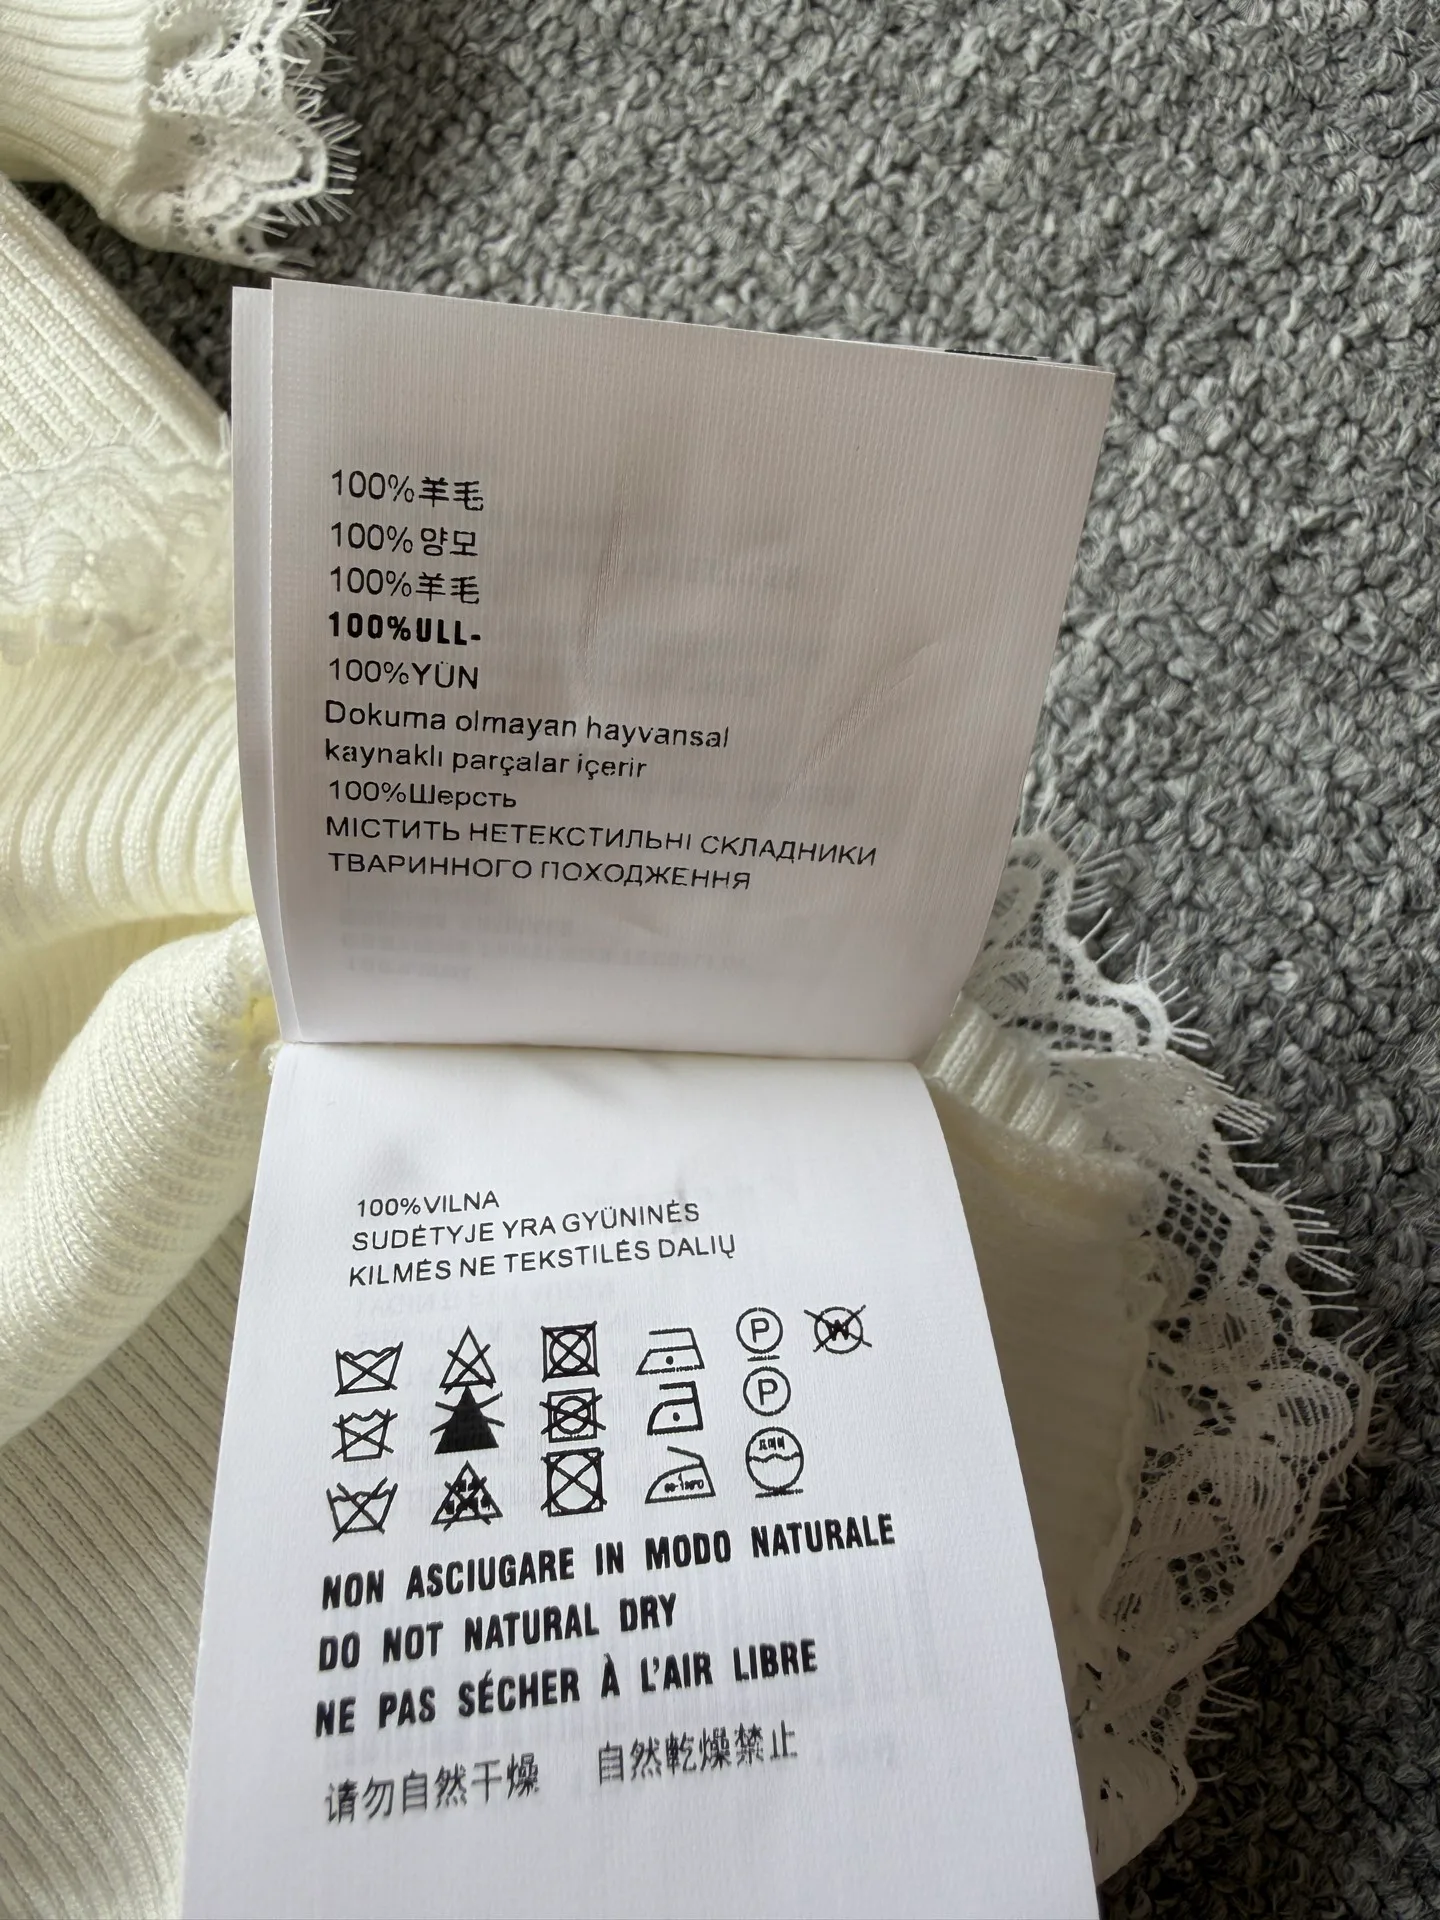 100%羊毛
100%양모
100%羊毛
100%ULL-
100%YÜN
Dokuma olmayan hayvansal
kaynaklı parçalar içerir
100%Шерсть
МІСТИТЬ НЕТЕКСТИЛЬНІ СКЛАДНИКИ
ТВАРИННОГО ПОХОДЖЕННЯ
100%VILNA
SUDĖTYJE YRA GYŪNINĖS
KILMĖS NE TEKSTILĖS DALIŲ
P W
P
NON ASCIUGARE IN MODO NATURALE
DO NOT NATURAL DRY
NE PAS SÉCHER À L'AIR LIBRE
请勿自然干燥 自然乾燥禁止